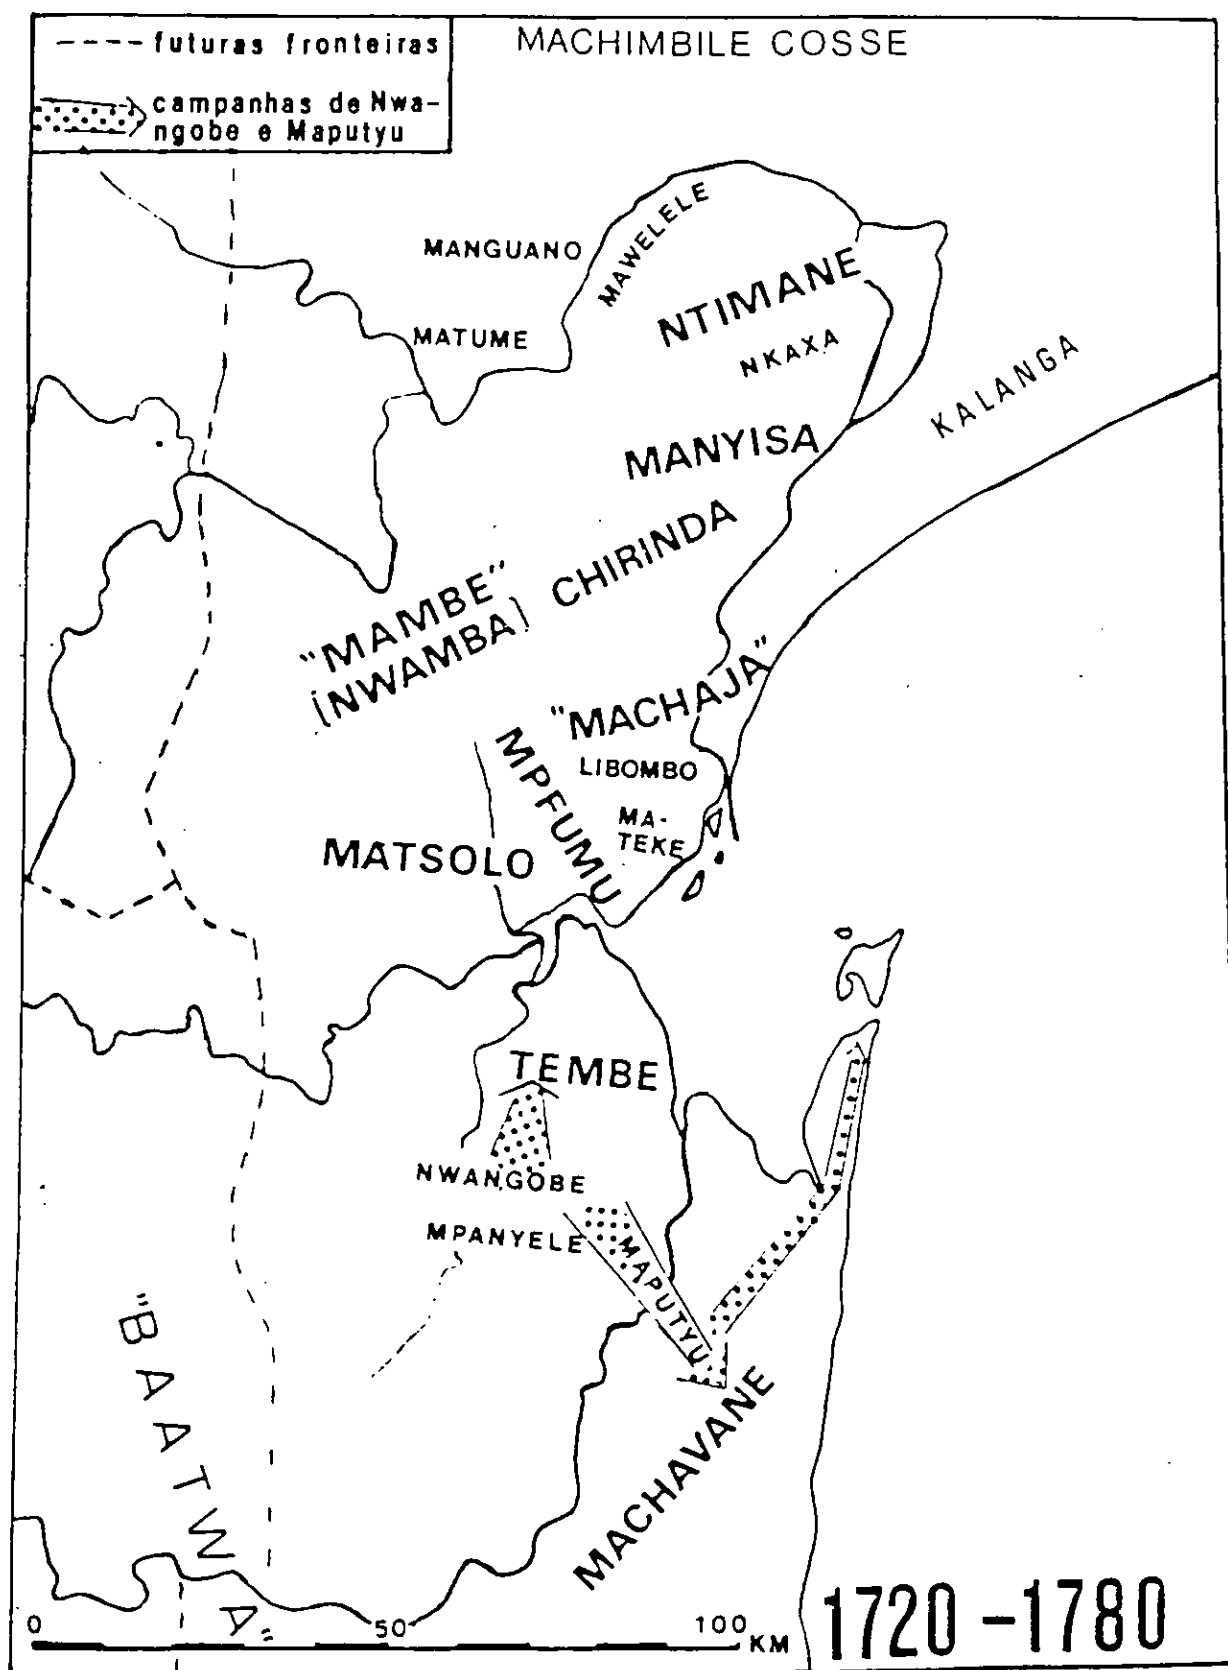 futuras fronteiras
campanhas de Nwa-
ngobe e Maputyu
MACHIMBILE COSSE
MANGUANO
MAWELELE
NTIMANE
MATUME
NKAXA
KALANGA
MANYISA
CHIRINDA
"MAMBE"
(NWAMBA)
"MACHAJA"
MPFUMU
LIBOMBO
MA-
TEKE
MATSOLO
TEMBE
NWANGOBE
MPANYELE
MAPUTYU
MACHAVANE
"BAATWA"
0 50 100 KM
1720-1780